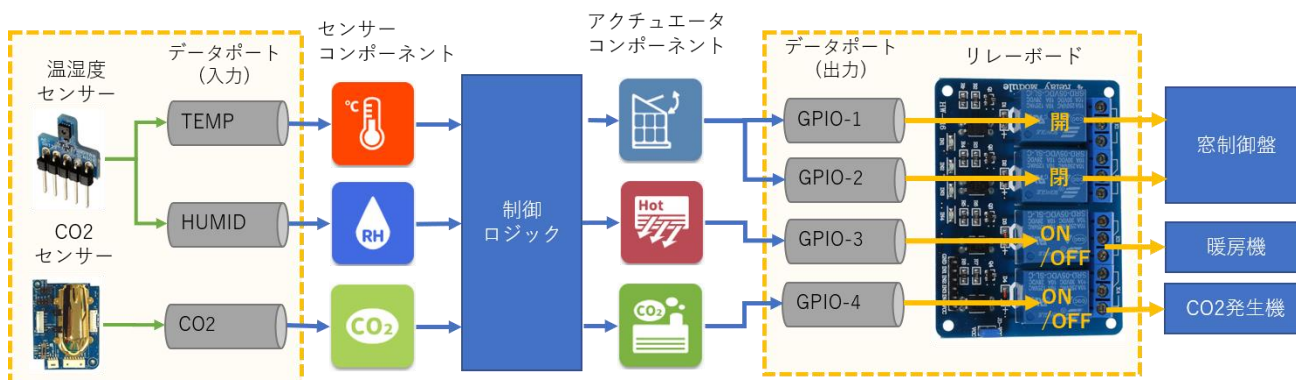 温湿度
センサー
データポート
(入力)
センサー
コンポーネント
アクチュエータ
コンポーネント
データポート
(出力)
リレーボード
TEMP
HUMID
CO2
センサー
CO2
℃
RH
CO₂
制御
ロジック
Hot
CO₂
GPIO-1
GPIO-2
GPIO-3
GPIO-4
relay
Module
開
閉
ON
/OFF
ON
/OFF
窓制御盤
暖房機
CO2発生機